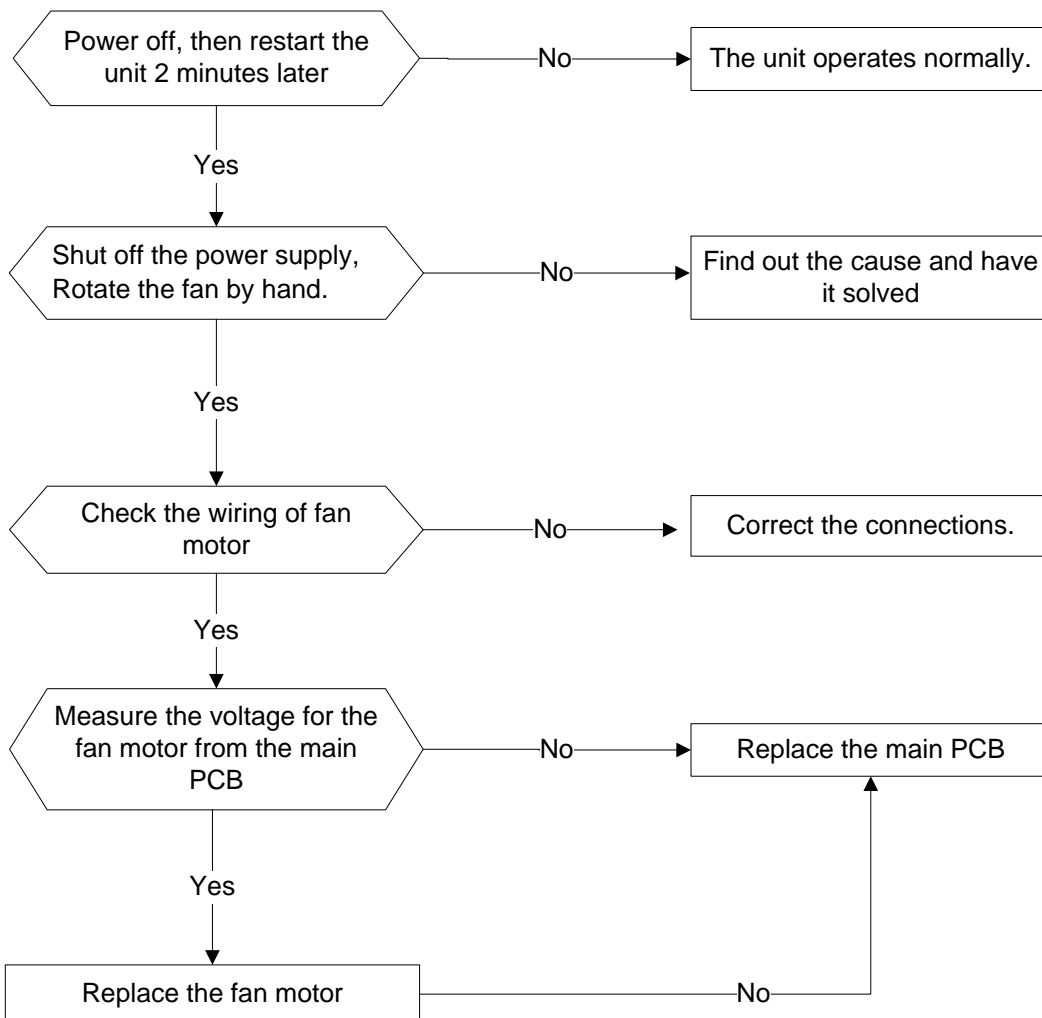 Power off, then restart the
unit 2 minutes later
No
The unit operates normally.
Yes
Shut off the power supply,
Rotate the fan by hand.
No
Find out the cause and have
it solved
Yes
Check the wiring of fan
motor
No
Correct the connections.
Yes
Measure the voltage for the
fan motor from the main
PCB
No
Replace the main PCB
Yes
Replace the fan motor
No